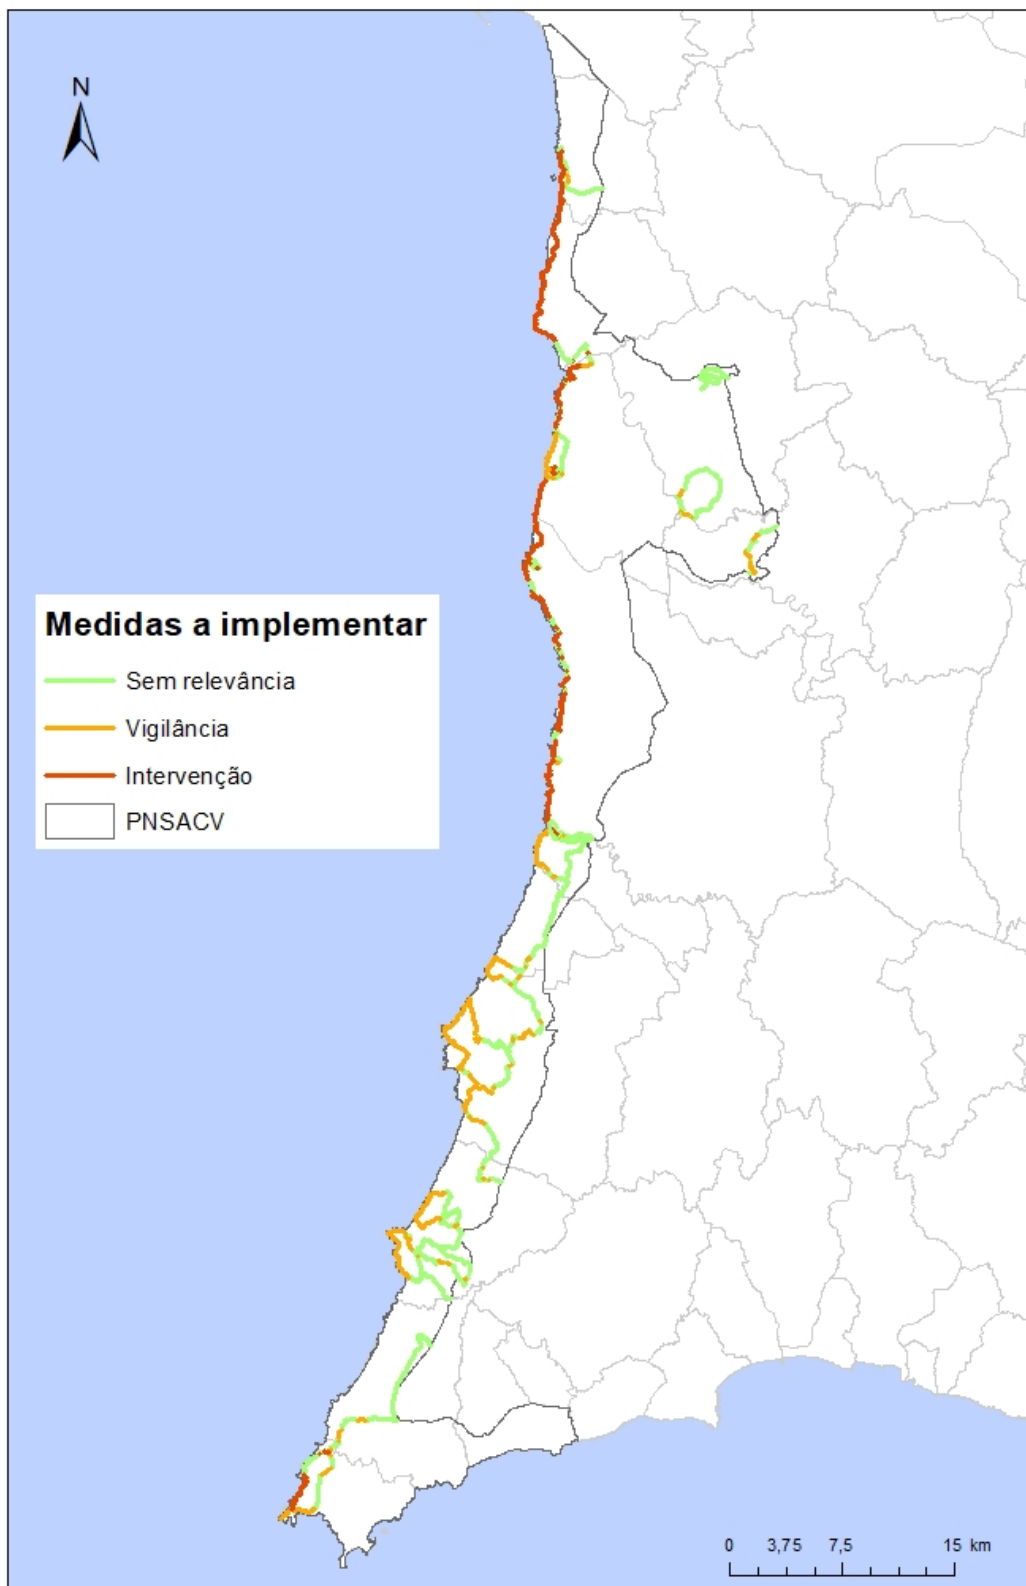 N
Medidas a implementar
Sem relevância
Vigilância
Intervenção
PNSACV
0 3,75 7,5 15 km